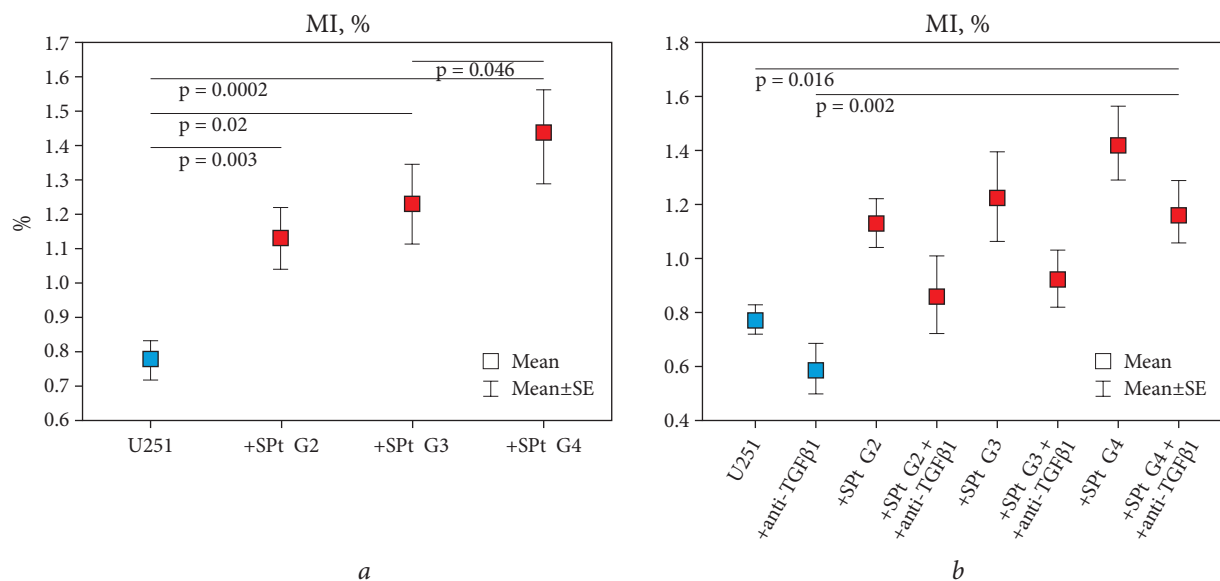 MI, %
1.7
1.6
1.5
1.4
1.3
1.2
1.1
1.0
0.9
0.8
0.7
0.6
%
p = 0.046
p = 0.0002
p = 0.02
p = 0.003
Mean
Mean±SE
U251
+SPt G2
+SPt G3
+SPt G4
a
MI, %
1.8
1.6
1.4
1.2
1.0
0.8
0.6
0.4
p = 0.016
p = 0.002
Mean
Mean±SE
U251
+anti-TGFβ1
+SPt G2
+SPt G2 +
+anti-TGFβ1
+SPt G3
+SPt G3 +
+anti-TGFβ1
+SPt G4
+SPt G4 +
+anti-TGFβ1
b